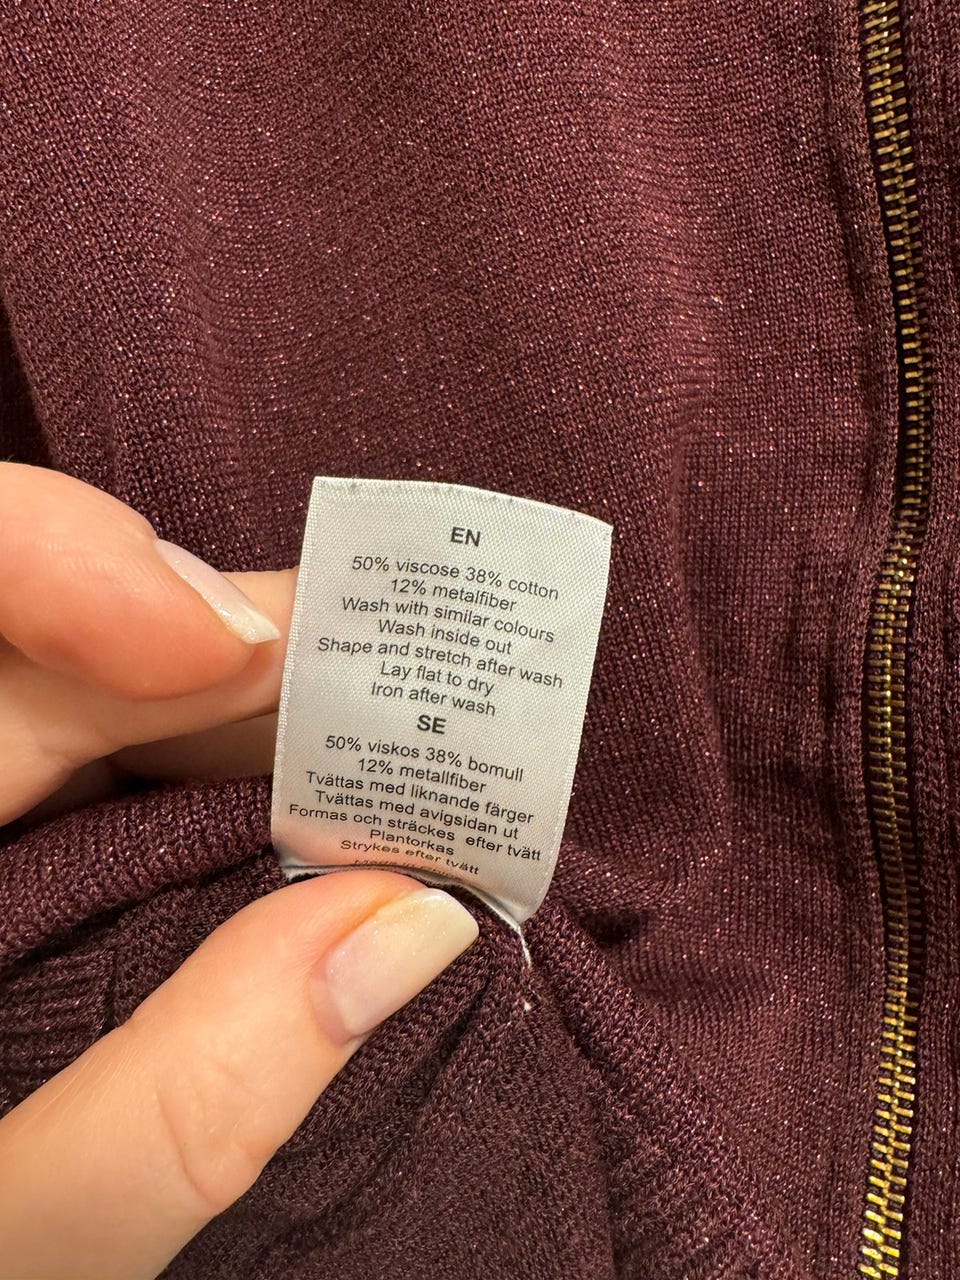 EN
50% viscose 38% cotton
12% metalfiber
Wash with similar colours
Wash inside out
Shape and stretch after wash
Lay flat to dry
Iron after wash
SE
50% viskos 38% bomull
12% metallfiber
Tvättas med liknande färger
Tvättas med avigsidan ut
Formas och sträckes efter tvätt
Plantorkas
Strykes efter tvätt
Made in